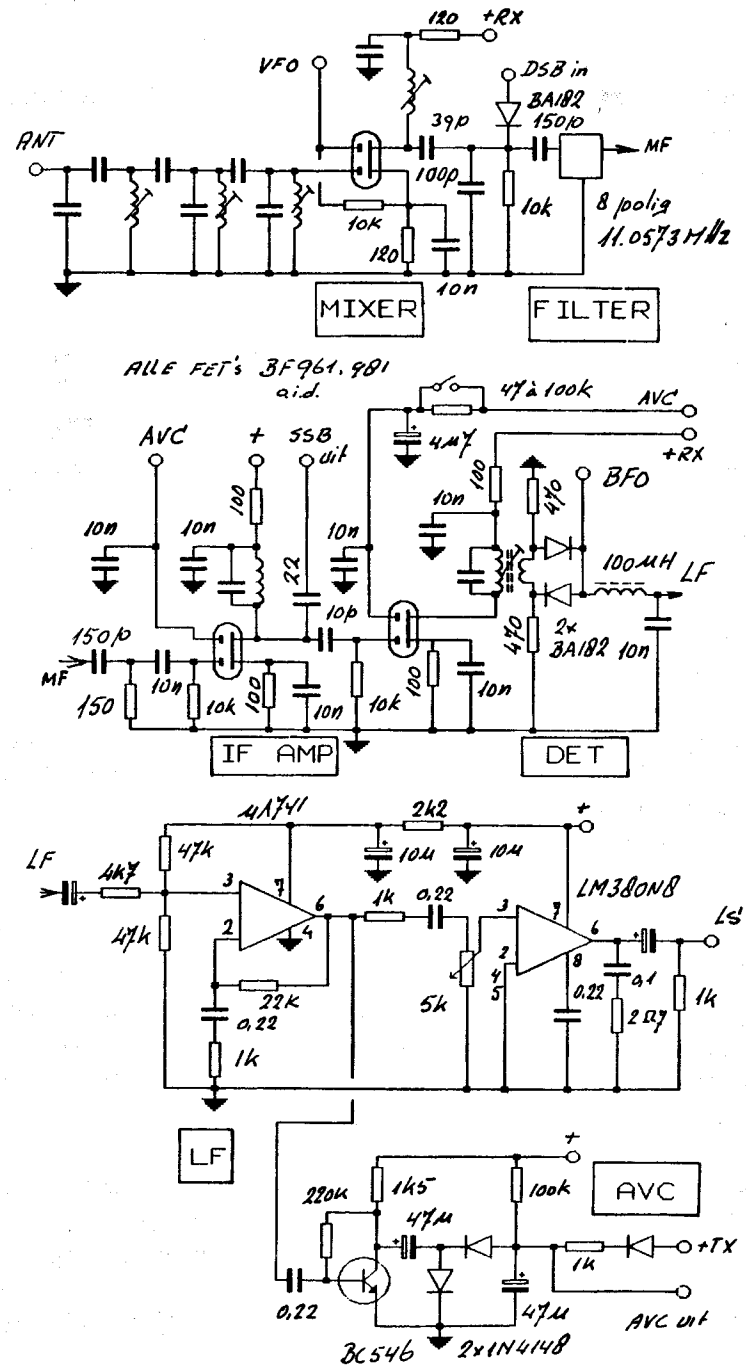 120
+RX
VFO
DSB in
BA182
150p
39p
MF
ANT
100p
10k
10k
8 polig
11.0573 MHz
120
10n
MIXER
FILTER
ALLE FET's BF961, 981
a.id.
47 à 100k
AVC
4µ7
+RX
AVC
+
SSB
uit
100
100
470
BFO
10n
10n
10n
10n
22
100µH
LF
10p
150p
MF
10n
470
2x
BA182
10n
150
10k
100
10n
10k
100
10n
IF AMP
DET
µA741
2k2
+
47k
10µ
10µ
LF
4k7
LM380N8
3
7
6
1k
0,22
3
7
6
LS
47k
2
4
2
4
5
8
22k
5k
0,22
0,1
0,22
2Ω7
1k
1k
LF
+
AVC
220k
1k5
100k
47µ
+TX
1k
0,22
47µ
AVC uit
BC546
2x1N4148